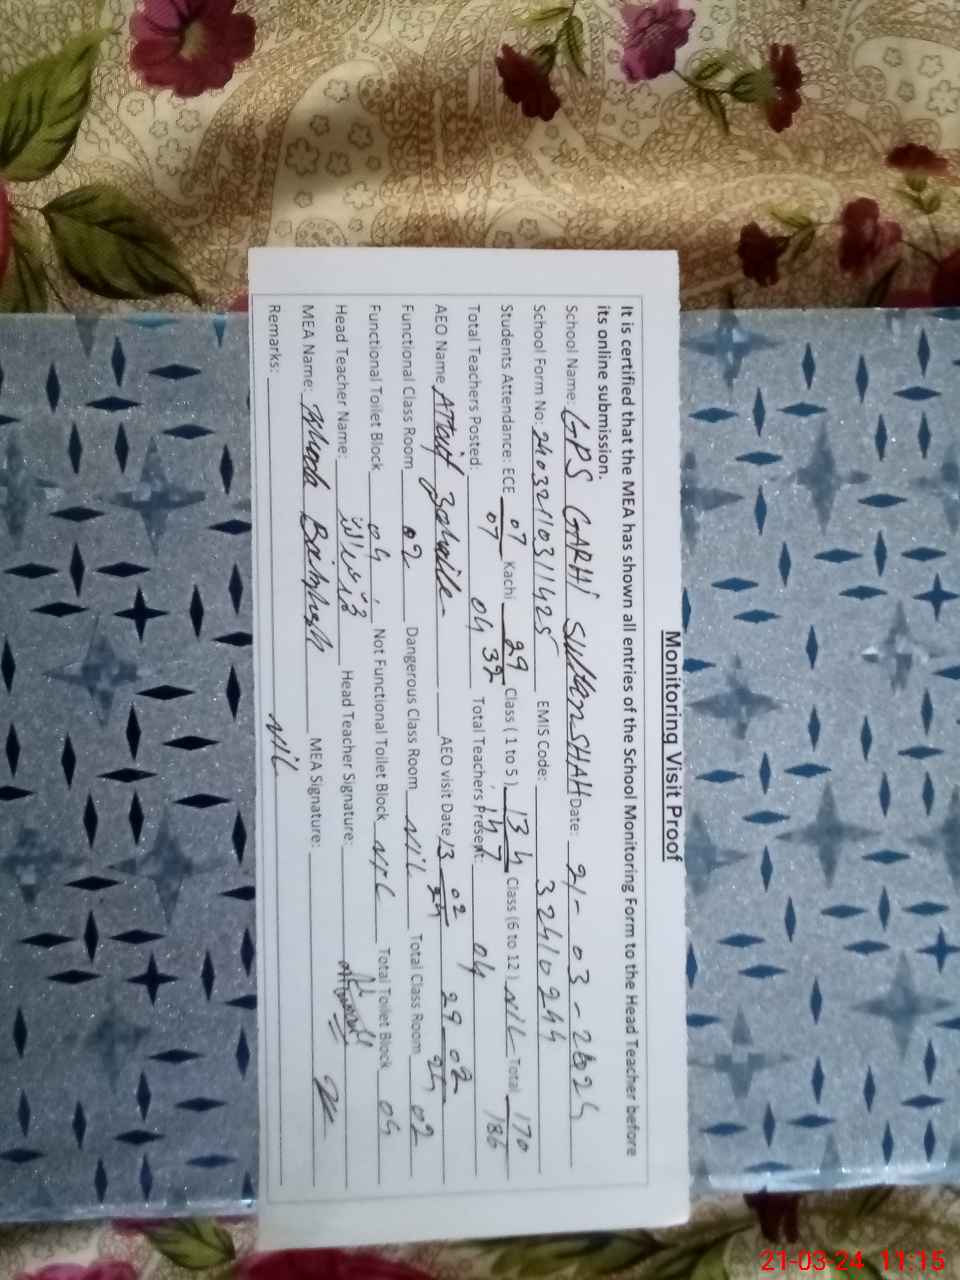 Monitoring Visit Proof
It is certified that the MEA has shown all entries of the School Monitoring Form to the Head Teacher before
its online submission.
School Name: GPS GARHI SULTAN SHAH Date: 21-03-2024
School Form No: 24032110311425 EMIS Code: 32410244
Students Attendance: ECE 07/07 Kachi 29/32 Class ( 1 to 5 ) 134/147 Class (6 to 12 ) NIL Total 170/186
Total Teachers Posted: 04 Total Teachers Present: 04
AEO Name AEO visit Date 13 02/24 29 02/24
Functional Class Room 02 Dangerous Class Room NIL Total Class Room 02
Functional Toilet Block 04 Not Functional Toilet Block NIL Total Toilet Block 04
Head Teacher Name: Head Teacher Signature:
MEA Name: Khuda Bakhsh MEA Signature:
Remarks: NIL
21-03-24 11:15